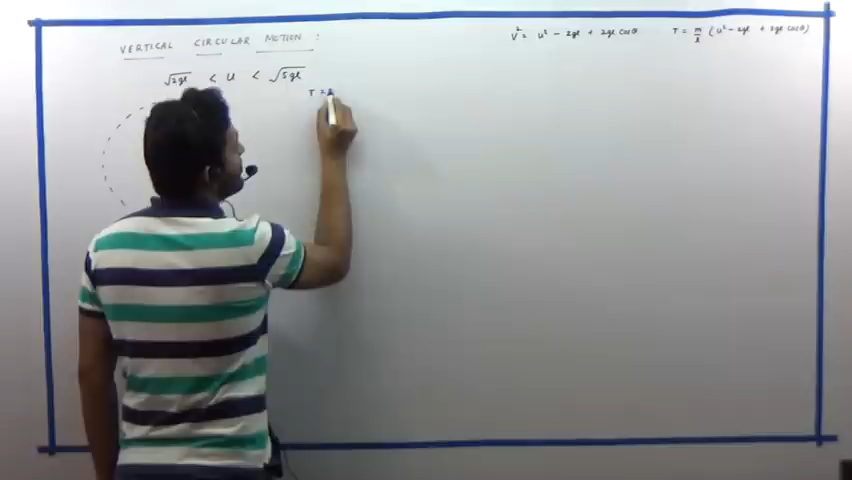 VERTICAL CIRCULAR MOTION :
V² = u² - 2gl + 2gl cosθ
T = m/l (u² - 2gl + 3gl cosθ)
√2gl < u < √5gl
T =